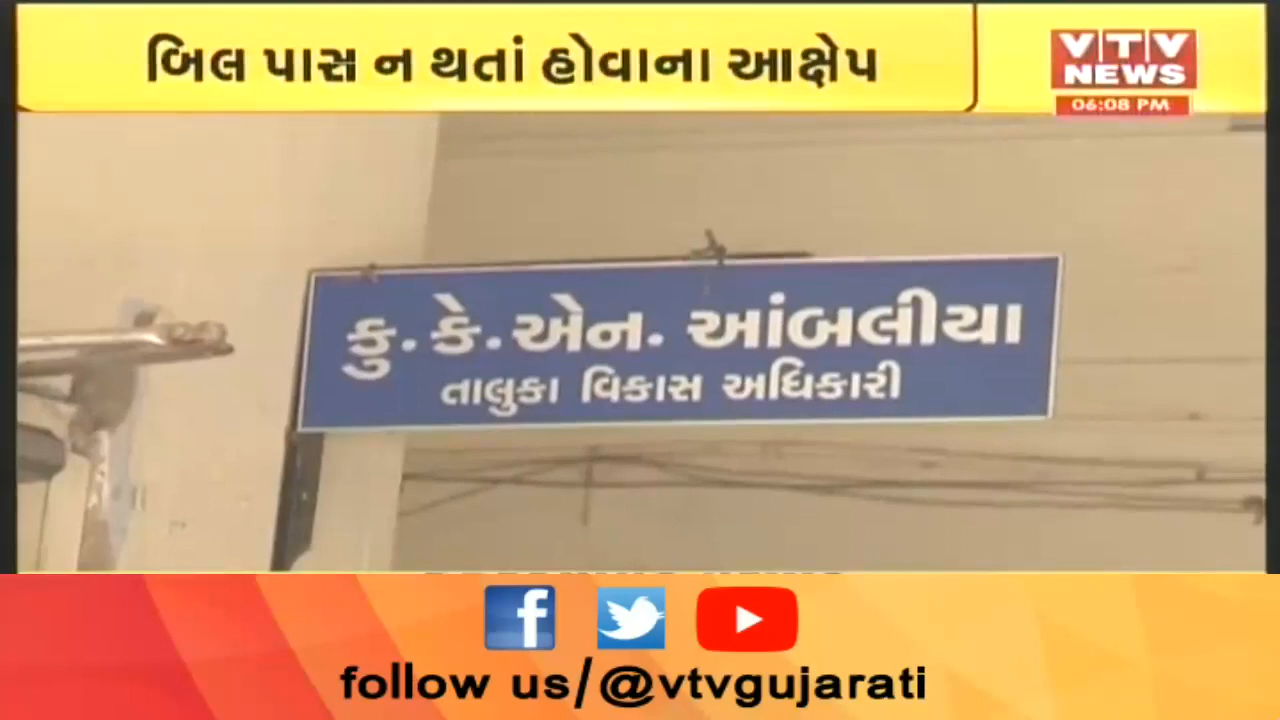 બિલ પાસ ન થતાં હોવાના આક્ષેપ
VTV
NEWS
06:08 PM
કુ. કે. એન. આંબલીયા
તાલુકા વિકાસ અધિકારી
follow us/@vtvgujarati